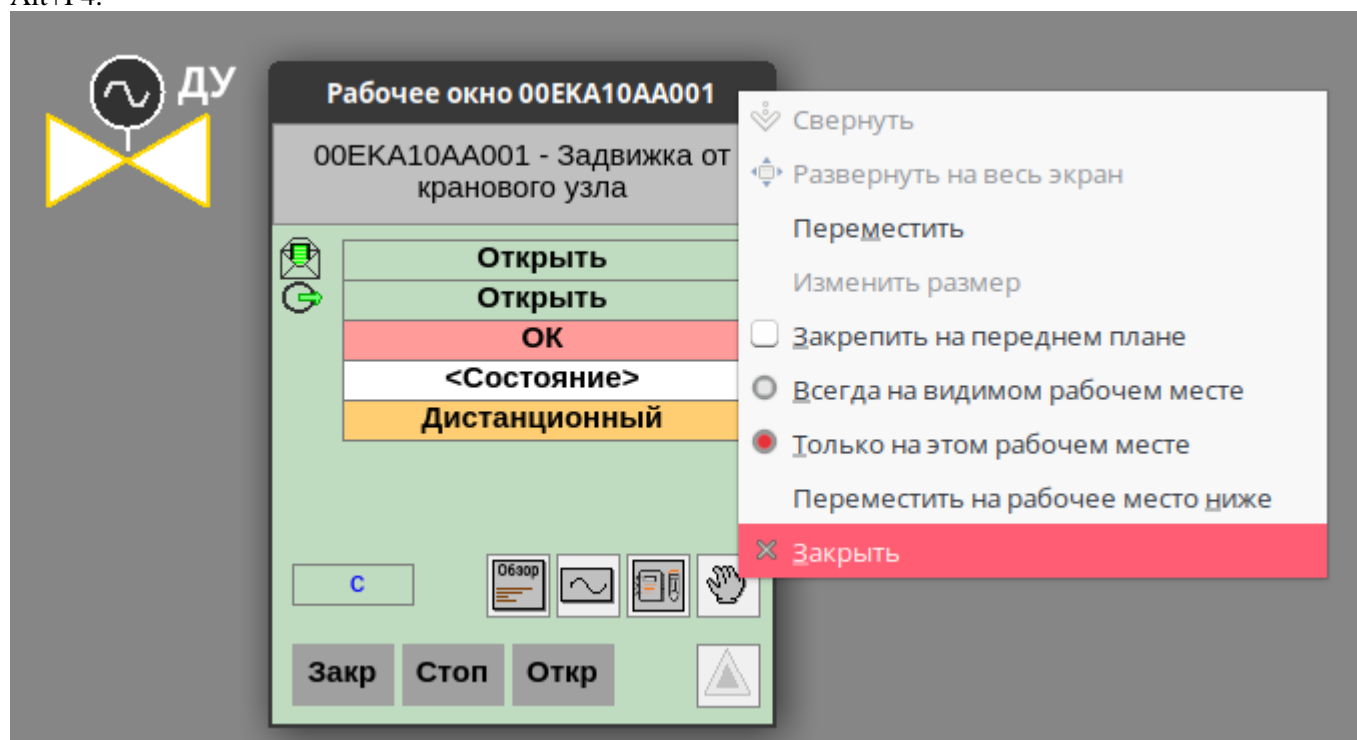 Alt+F4.
ДУ
Рабочее окно 00EKA10AA001
00EKA10AA001 - Задвижка от
кранового узла
Открыть
Открыть
ОК
<Состояние>
Дистанционный
С
Обзор
Закр
Стоп
Откр
Свернуть
Развернуть на весь экран
Переместить
Изменить размер
Закрепить на переднем плане
Всегда на видимом рабочем месте
Только на этом рабочем месте
Переместить на рабочее место ниже
Закрыть